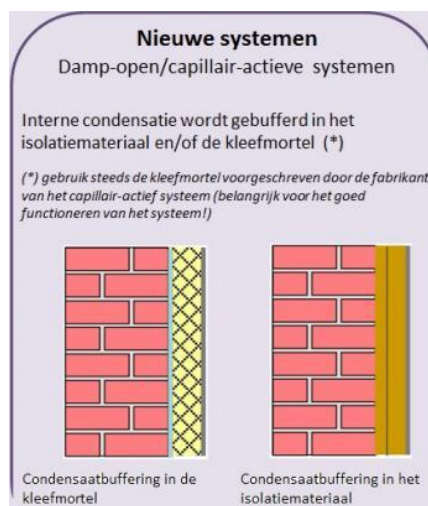 Nieuwe systemen
Damp-open/capillair-actieve systemen
Interne condensatie wordt gebufferd in het
isolatiemateriaal en/of de kleefmortel (*)
(*) gebruik steeds de kleefmortel voorgeschreven door de fabrikant
van het capillair-actief systeem (belangrijk voor het goed
functioneren van het systeem!)
Condensaatbuffering in de
kleefmortel
Condensaatbuffering in het
isolatiemateriaal